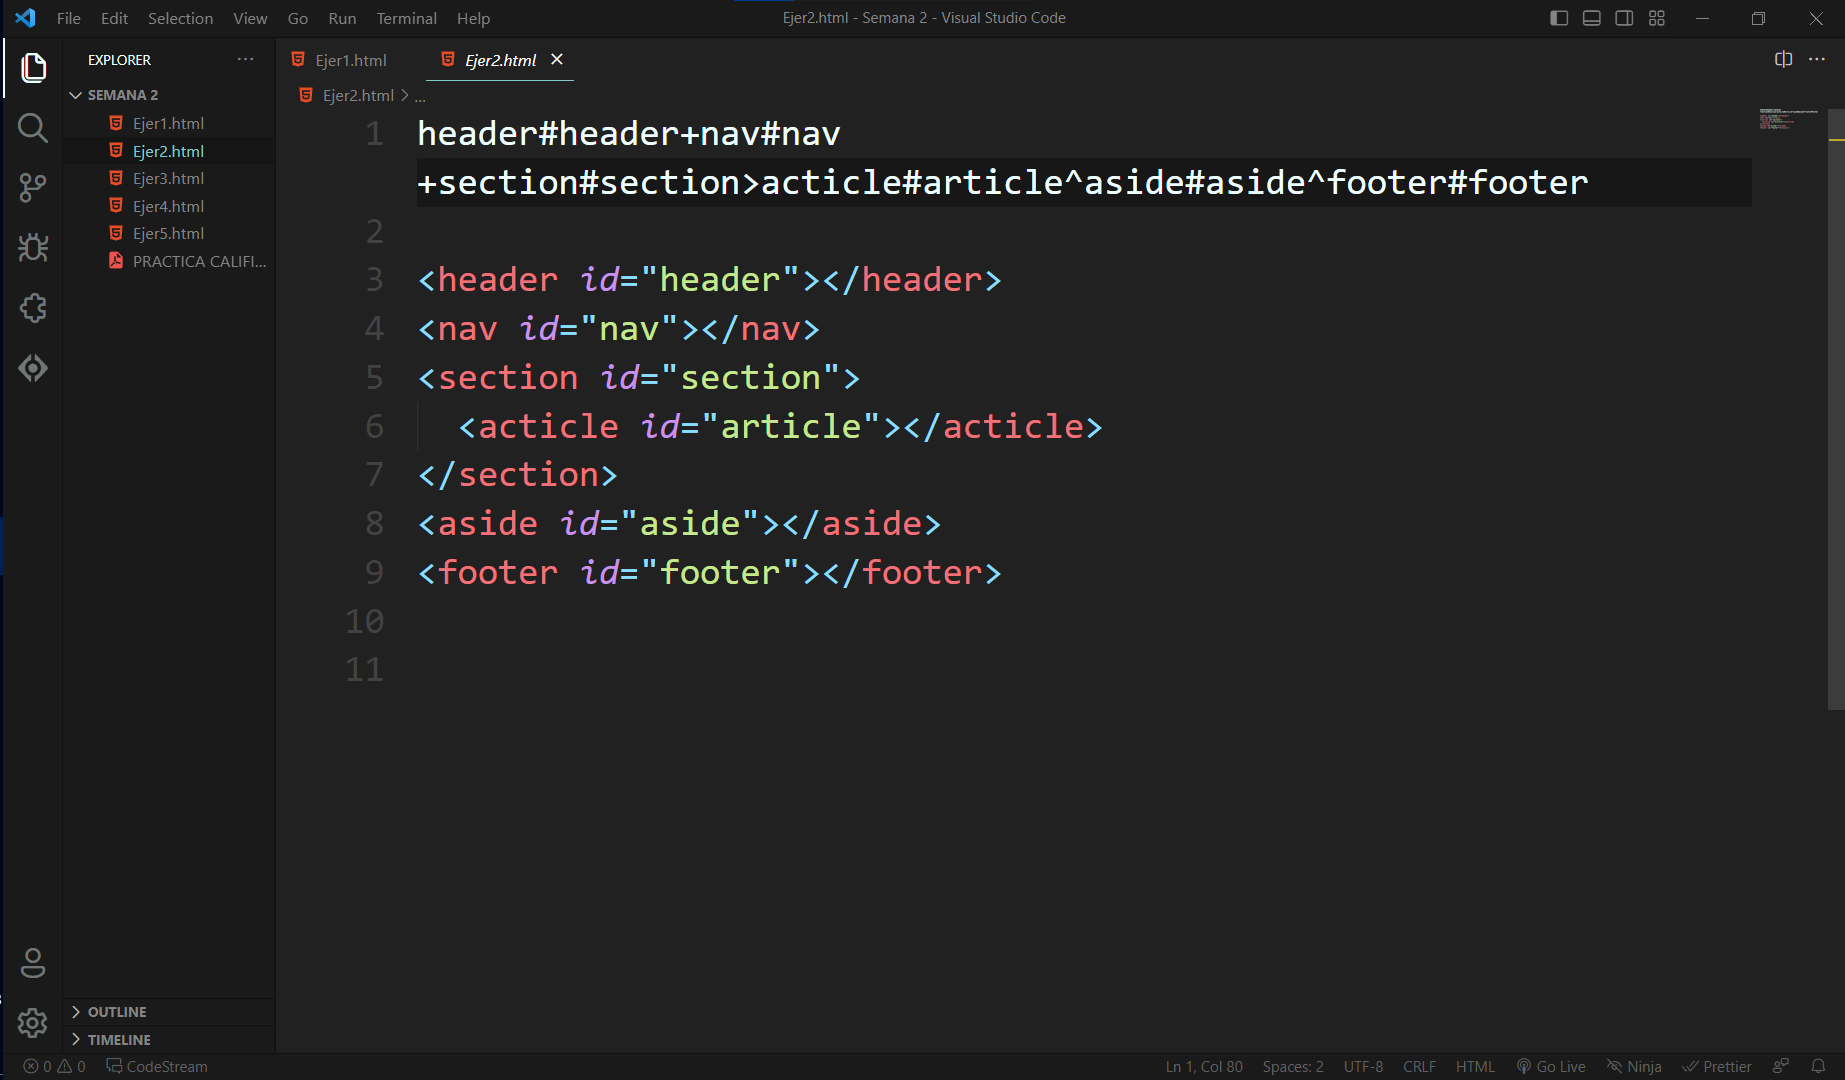 File Edit Selection View Go Run Terminal Help
Ejer2.html - Semana 2 - Visual Studio Code
EXPLORER
SEMANA 2
Ejer1.html
Ejer2.html
Ejer3.html
Ejer4.html
Ejer5.html
PRACTICA CALIFI...
OUTLINE
TIMELINE
Ejer1.html
Ejer2.html
Ejer2.html > ...
1 header#header+nav#nav
+section#section>acticle#article^aside#aside^footer#footer
2
3 <header id="header"></header>
4 <nav id="nav"></nav>
5 <section id="section">
6 <acticle id="article"></acticle>
7 </section>
8 <aside id="aside"></aside>
9 <footer id="footer"></footer>
10
11
0 0 CodeStream
Ln 1, Col 80 Spaces: 2 UTF-8 CRLF HTML Go Live Ninja Prettier